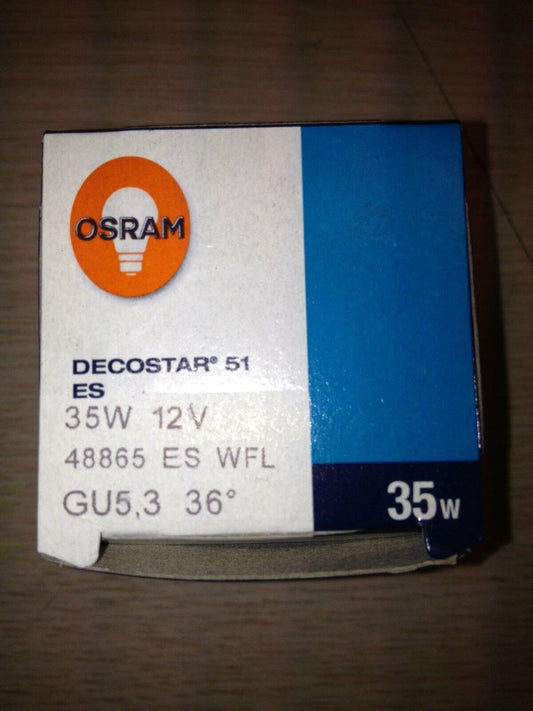 OSRAM
DECOSTAR® 51
ES
35W 12V
48865 ES WFL
GU5,3 36°
35W